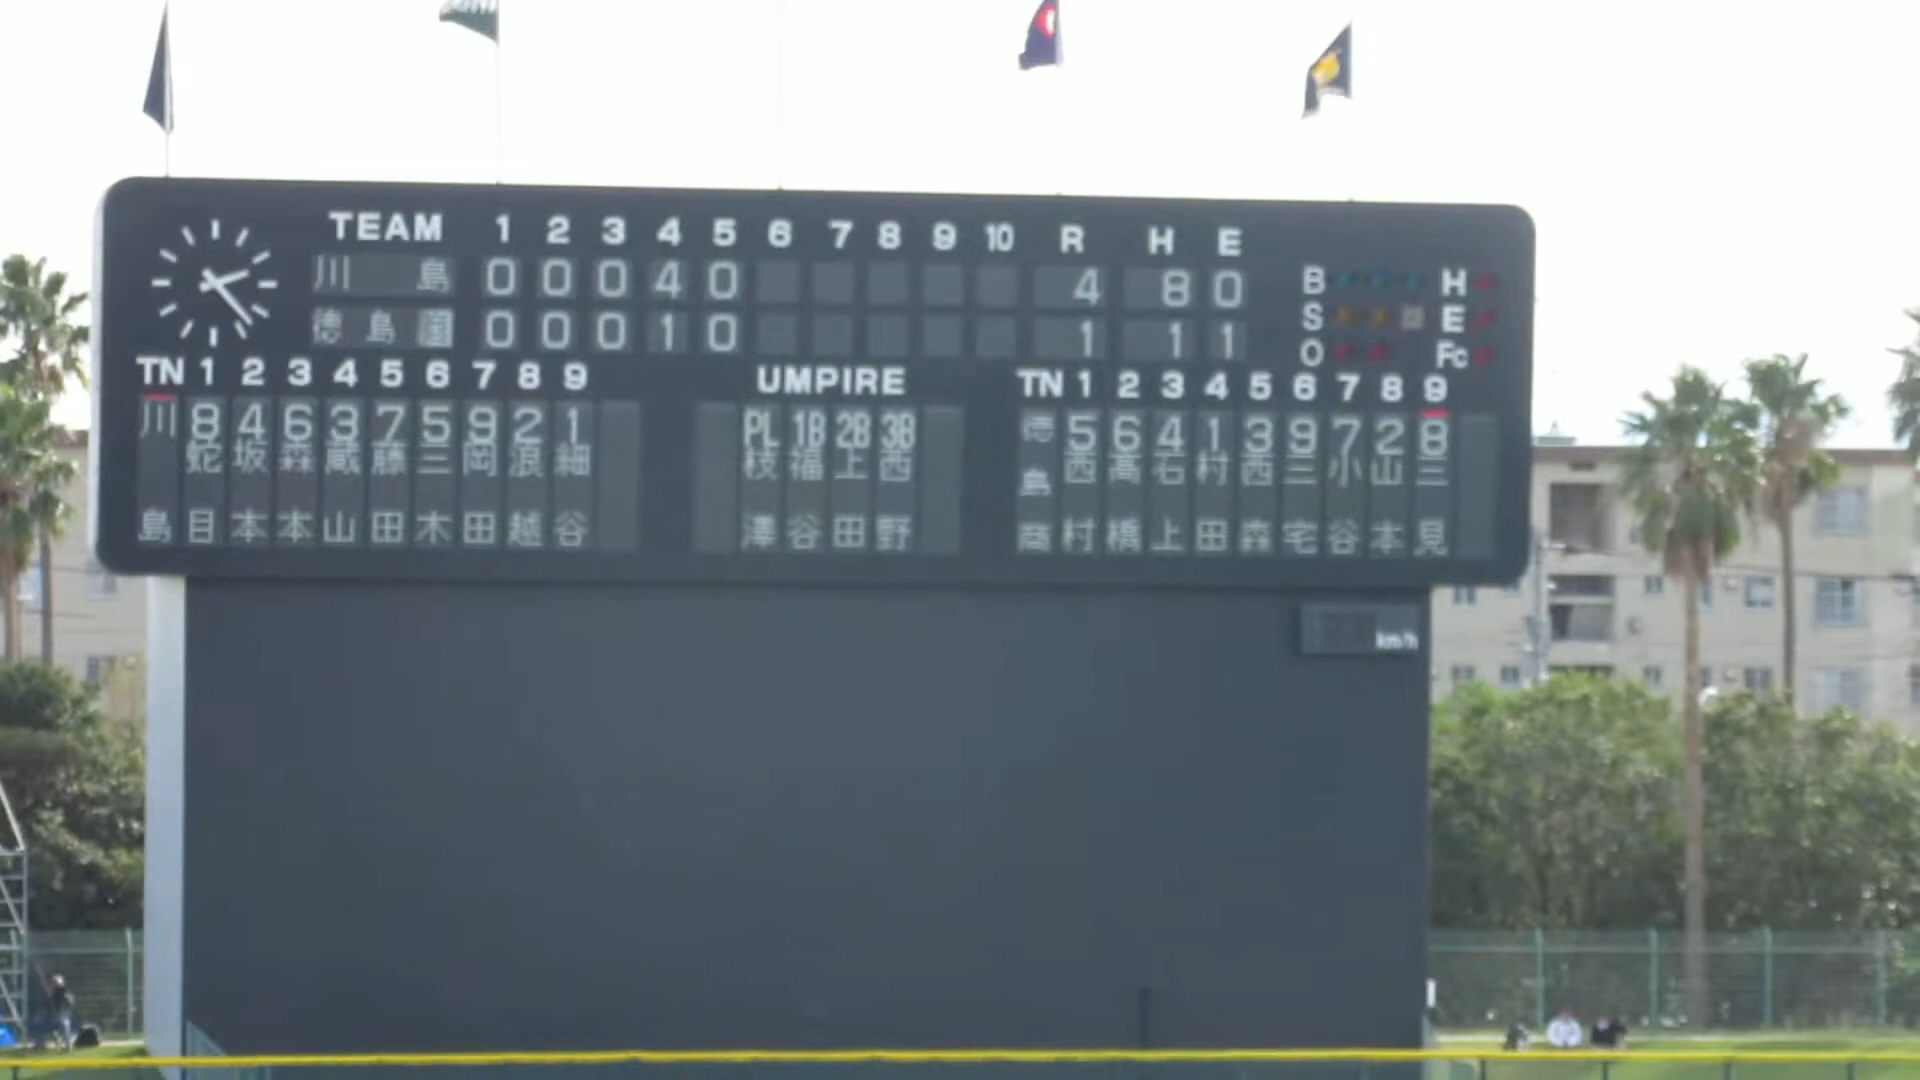 TEAM 1 2 3 4 5 6 7 8 9 10 R H E
川島 0 0 0 4 0 4 8 0
徳島商 0 0 0 1 0 1 1 1
B H
S E
O Fc
TN 1 2 3 4 5 6 7 8 9
川島
8 蛇目
4 坂本
6 森本
3 蔵山
7 藤田
5 三木
9 岡田
2 浪越
1 細谷
UMPIRE
PL 枝澤
1B 福谷
2B 上田
3B 西野
TN 1 2 3 4 5 6 7 8 9
徳島商
5 西村
6 高橋
4 石上
1 村田
3 西森
9 三宅
7 小谷
2 山本
8 三見
km/h